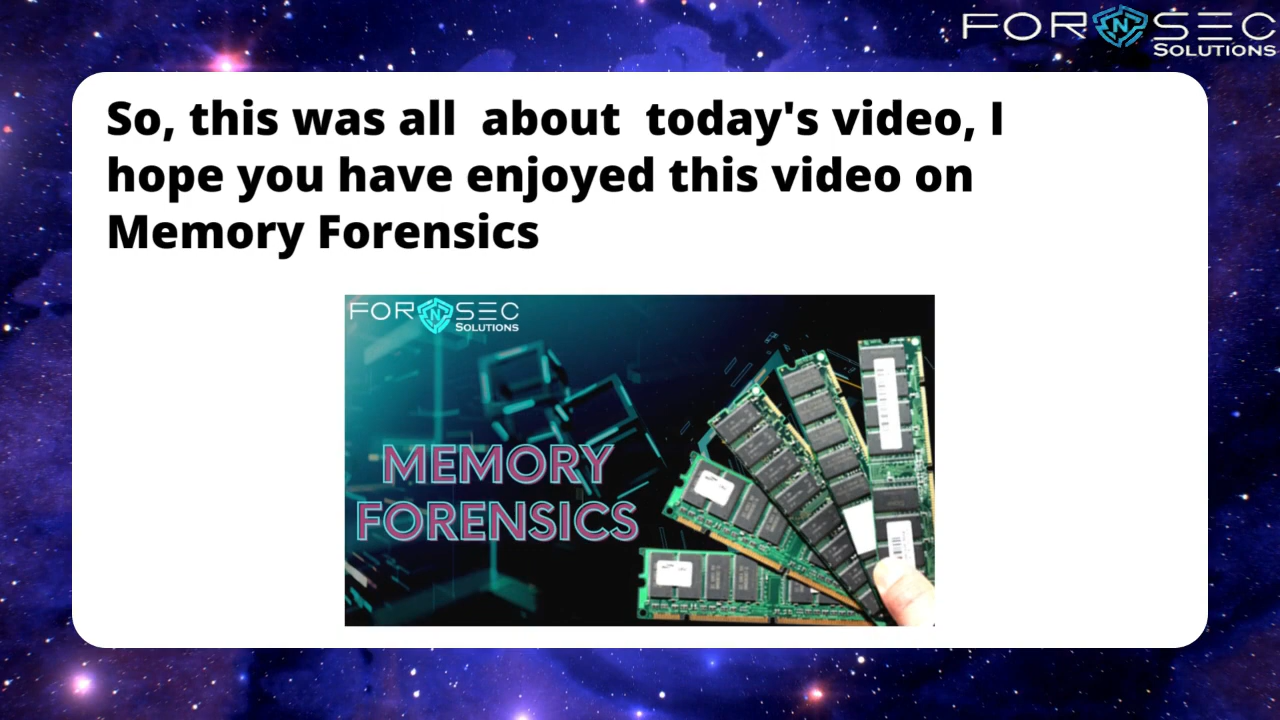 FORNSEC
SOLUTIONS
So, this was all  about  today's video, I
hope you have enjoyed this video on
Memory Forensics
FORNSEC
SOLUTIONS
MEMORY
FORENSICS